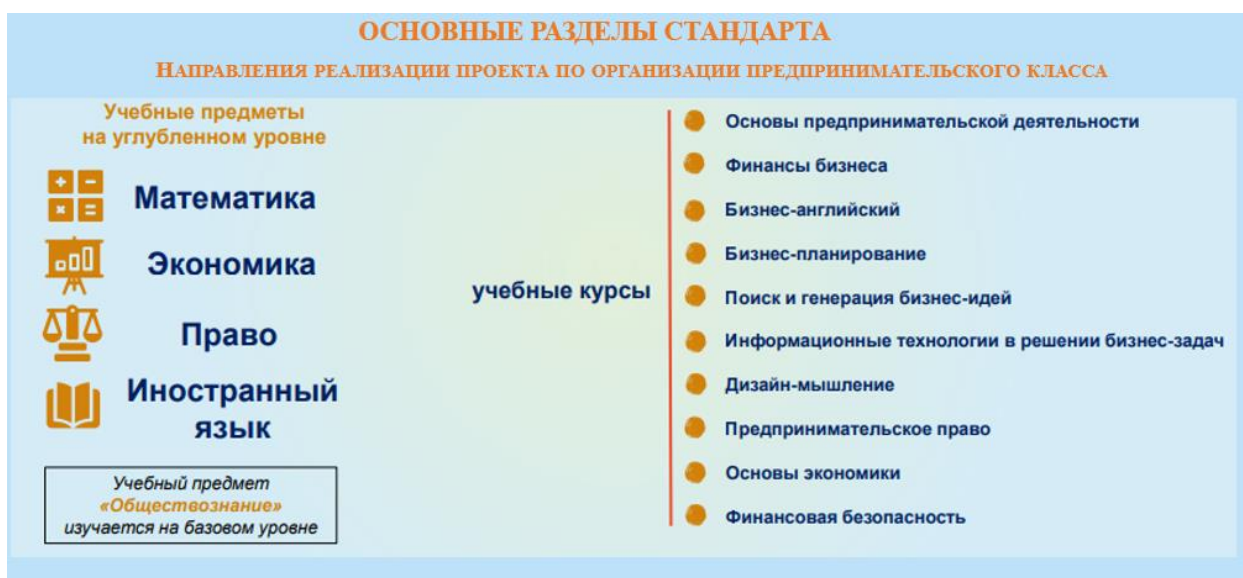 ОСНОВНЫЕ РАЗДЕЛЫ СТАНДАРТА
НАПРАВЛЕНИЯ РЕАЛИЗАЦИИ ПРОЕКТА ПО ОРГАНИЗАЦИИ ПРЕДПРИНИМАТЕЛЬСКОГО КЛАССА
Учебные предметы
на углубленном уровне
Математика
Экономика
Право
Иностранный
язык
Учебный предмет
«Обществознание»
изучается на базовом уровне
учебные курсы
Основы предпринимательской деятельности
Финансы бизнеса
Бизнес-английский
Бизнес-планирование
Поиск и генерация бизнес-идей
Информационные технологии в решении бизнес-задач
Дизайн-мышление
Предпринимательское право
Основы экономики
Финансовая безопасность